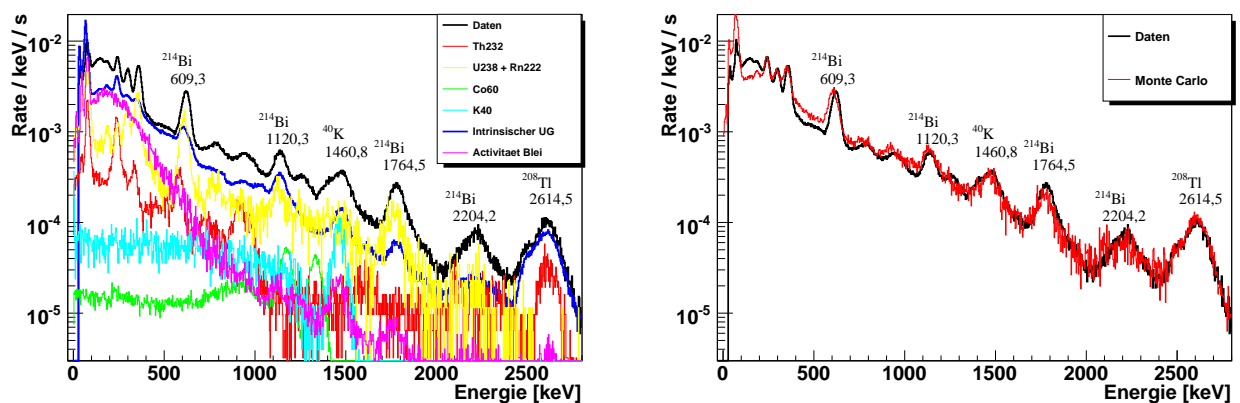 Rate / keV / s
10^-2
10^-3
10^-4
10^-5
0
500
1000
1500
2000
2500
Energie [keV]
^214Bi
609,3
^214Bi
1120,3
^40K
1460,8
^214Bi
1764,5
^214Bi
2204,2
^208Tl
2614,5
Daten
Th232
U238 + Rn222
Co60
K40
Intrinsischer UG
Activitaet Blei
Rate / keV / s
10^-2
10^-3
10^-4
10^-5
0
500
1000
1500
2000
2500
Energie [keV]
^214Bi
609,3
^214Bi
1120,3
^40K
1460,8
^214Bi
1764,5
^214Bi
2204,2
^208Tl
2614,5
Daten
Monte Carlo